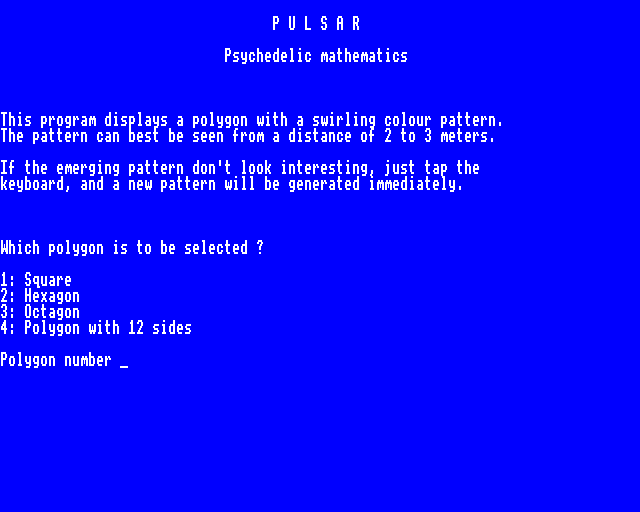 P U L S A R
Psychedelic mathematics
This program displays a polygon with a swirling colour pattern.
The pattern can best be seen from a distance of 2 to 3 meters.
If the emerging pattern don't look interesting, just tap the
keyboard, and a new pattern will be generated immediately.
Which polygon is to be selected ?
1: Square
2: Hexagon
3: Octagon
4: Polygon with 12 sides
Polygon number _